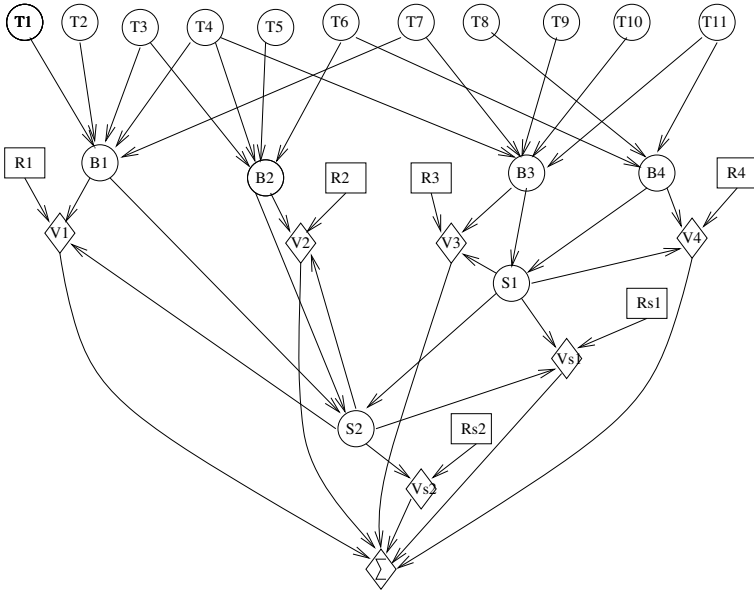 T1 T2 T3 T4 T5 T6 T7 T8 T9 T10 T11
R1 B1 B2 R2 R3 B3 B4 R4
V1 V2 V3 V4
S1
Rs1
Vs1
S2 Rs2
Vs2
Σ